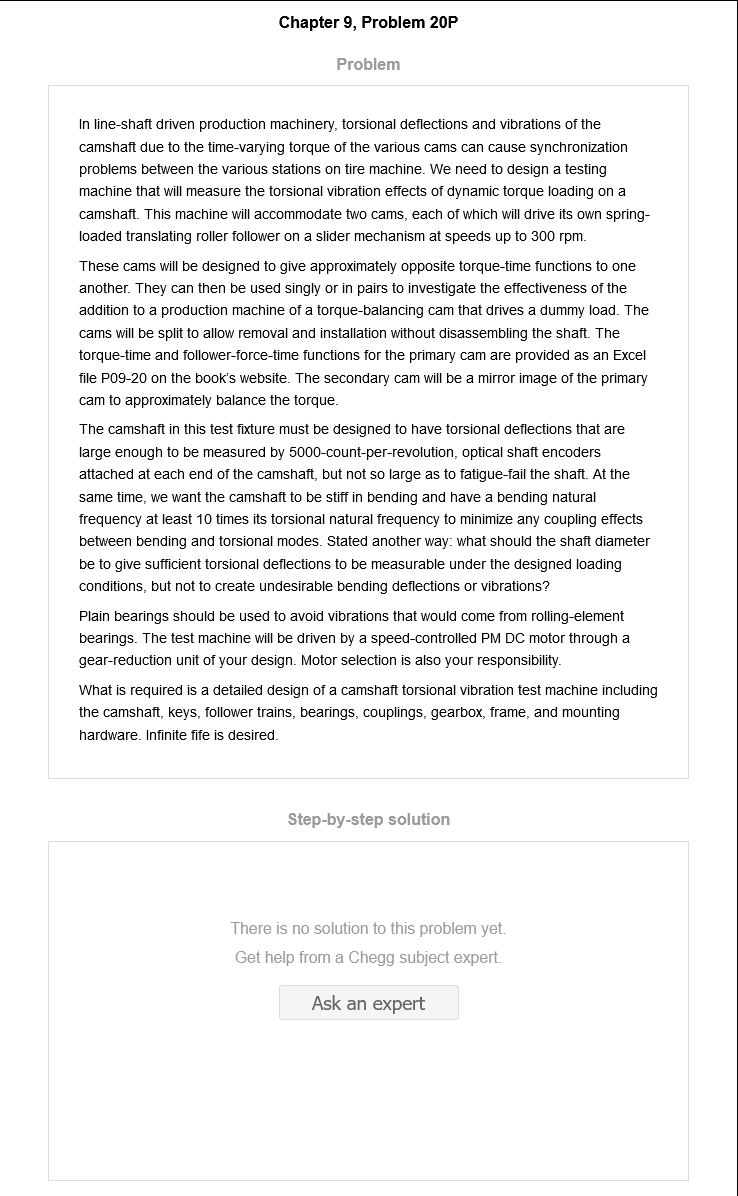 Chapter 9, Problem 20P
Problem
In line-shaft driven production machinery, torsional deflections and vibrations of the
camshaft due to the time-varying torque of the various cams can cause synchronization
problems between the various stations on tire machine. We need to design a testing
machine that will measure the torsional vibration effects of dynamic torque loading on a
camshaft. This machine will accommodate two cams, each of which will drive its own spring-
loaded translating roller follower on a slider mechanism at speeds up to 300 rpm.
These cams will be designed to give approximately opposite torque-time functions to one
another. They can then be used singly or in pairs to investigate the effectiveness of the
addition to a production machine of a torque-balancing cam that drives a dummy load. The
cams will be split to allow removal and installation without disassembling the shaft. The
torque-time and follower-force-time functions for the primary cam are provided as an Excel
file P09-20 on the book's website. The secondary cam will be a mirror image of the primary
cam to approximately balance the torque.
The camshaft in this test fixture must be designed to have torsional deflections that are
large enough to be measured by 5000-count-per-revolution, optical shaft encoders
attached at each end of the camshaft, but not so large as to fatigue-fail the shaft. At the
same time, we want the camshaft to be stiff in bending and have a bending natural
frequency at least 10 times its torsional natural frequency to minimize any coupling effects
between bending and torsional modes. Stated another way: what should the shaft diameter
be to give sufficient torsional deflections to be measurable under the designed loading
conditions, but not to create undesirable bending deflections or vibrations?
Plain bearings should be used to avoid vibrations that would come from rolling-element
bearings. The test machine will be driven by a speed-controlled PM DC motor through a
gear-reduction unit of your design. Motor selection is also your responsibility.
What is required is a detailed design of a camshaft torsional vibration test machine including
the camshaft, keys, follower trains, bearings, couplings, gearbox, frame, and mounting
hardware. Infinite fife is desired.
Step-by-step solution
There is no solution to this problem yet.
Get help from a Chegg subject expert.
Ask an expert